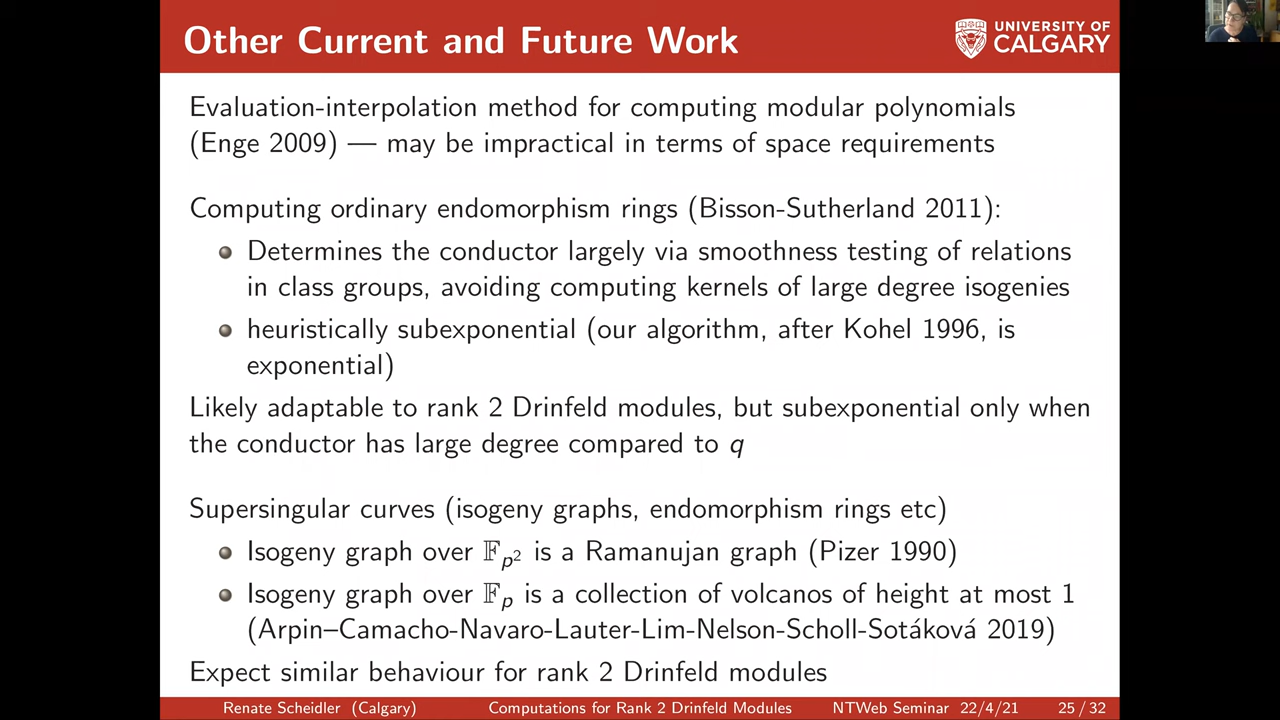 Other Current and Future Work
UNIVERSITY OF
CALGARY
Evaluation-interpolation method for computing modular polynomials
(Enge 2009) — may be impractical in terms of space requirements
Computing ordinary endomorphism rings (Bisson-Sutherland 2011):
Determines the conductor largely via smoothness testing of relations
in class groups, avoiding computing kernels of large degree isogenies
heuristically subexponential (our algorithm, after Kohel 1996, is
exponential)
Likely adaptable to rank 2 Drinfeld modules, but subexponential only when
the conductor has large degree compared to q
Supersingular curves (isogeny graphs, endomorphism rings etc)
Isogeny graph over 𝔽_{p²} is a Ramanujan graph (Pizer 1990)
Isogeny graph over 𝔽_p is a collection of volcanos of height at most 1
(Arpin–Camacho-Navaro-Lauter-Lim-Nelson-Scholl-Sotáková 2019)
Expect similar behaviour for rank 2 Drinfeld modules
Renate Scheidler (Calgary) Computations for Rank 2 Drinfeld Modules NTWeb Seminar 22/4/21 25 / 32